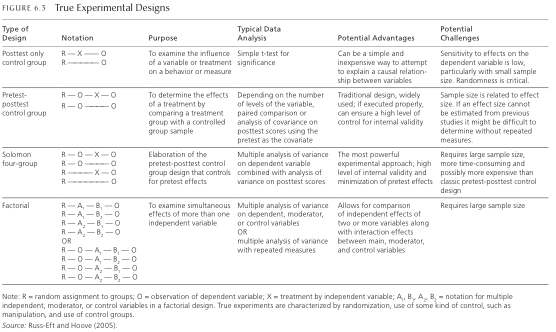 FIGURE 6.3 True Experimental Designs
Type of
Design
Notation
Purpose
Typical Data
Analysis
Potential Advantages
Potential
Challenges
Posttest only
control group
R — X —— O
R ———— O
To examine the influence
of a variable or treatment
on a behavior or measure
Simple t-test for
significance
Can be a simple and
inexpensive way to attempt
to explain a causal relation-
ship between variables
Sensitivity to effects on the
dependent variable is low,
particularly with small sample
size. Randomness is critical.
Pretest-
posttest
control group
R — O — X — O
R — O ——— O
To determine the effects
of a treatment by
comparing a treatment
group with a controlled
group sample
Depending on the number
of levels of the variable,
paired comparison or
analysis of covariance on
posttest scores using the
pretest as the covariate
Traditional design, widely
used; if executed properly,
can ensure a high level of
control for internal validity
Sample size is related to effect
size. If an effect size cannot
be estimated from previous
studies it might be difficult to
determine without repeated
measures.
Solomon
four-group
R — O — X — O
R — O ——— O
R ——— X — O
R ———— O
Elaboration of the
pretest-posttest control
group design that controls
for pretest effects
Multiple analysis of variance
on dependent variable
combined with analysis of
variance on posttest scores
The most powerful
experimental approach; high
level of internal validity and
minimization of pretest effects
Requires large sample size,
more time-consuming and
possibly more expensive than
classic pretest-posttest control
design
Factorial
R — A₁ — B₁ — O
R — A₁ — B₂ — O
R — A₂ — B₁ — O
R — A₂ — B₂ — O
OR
R — O — A₁ — B₁ — O
R — O — A₁ — B₂ — O
R — O — A₂ — B₁ — O
R — O — A₂ — B₂ — O
To examine simultaneous
effects of more than one
independent variable
Multiple analysis of variance
on dependent, moderator,
or control variables
OR
multiple analysis of variance
with repeated measures
Allows for comparison
of independent effects of
two or more variables along
with interaction effects
between main, moderator,
and control variables
Requires large sample size
Note: R = random assignment to groups; O = observation of dependent variable; X = treatment by independent variable; A₁, B₁, A₂, B₂ = notation for multiple
independent, moderator, or control variables in a factorial design. True experiments are characterized by randomization, use of some kind of control, such as
manipulation, and use of control groups.
Source: Russ-Eft and Hoove (2005).